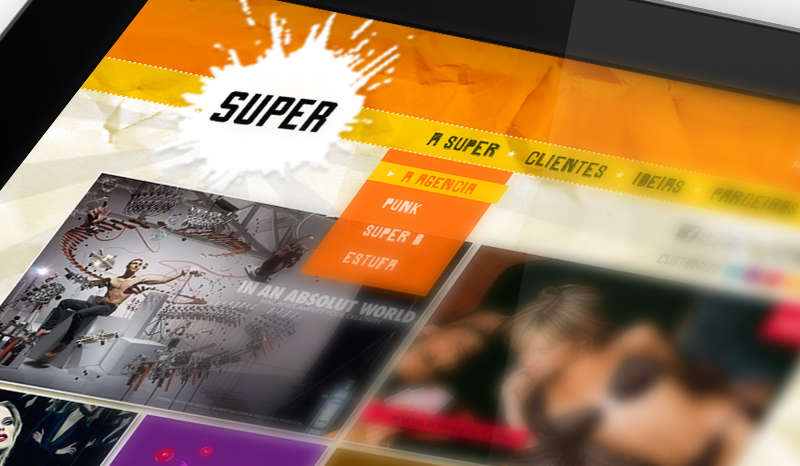 SUPER
A SUPER ★ CLIENTES ★ IDEIAS ★ PARCEIROS
A AGENCIA
PUNK
SUPER 8
ESTUFA
IN AN ABSOLUT WORLD